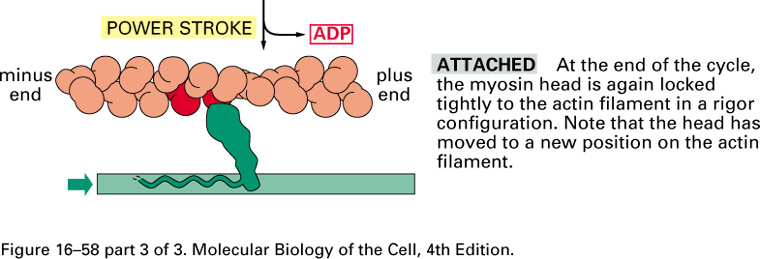 POWER STROKE
ADP
minus
end
plus
end
ATTACHED At the end of the cycle,
the myosin head is again locked
tightly to the actin filament in a rigor
configuration. Note that the head has
moved to a new position on the actin
filament.
Figure 16–58 part 3 of 3. Molecular Biology of the Cell, 4th Edition.